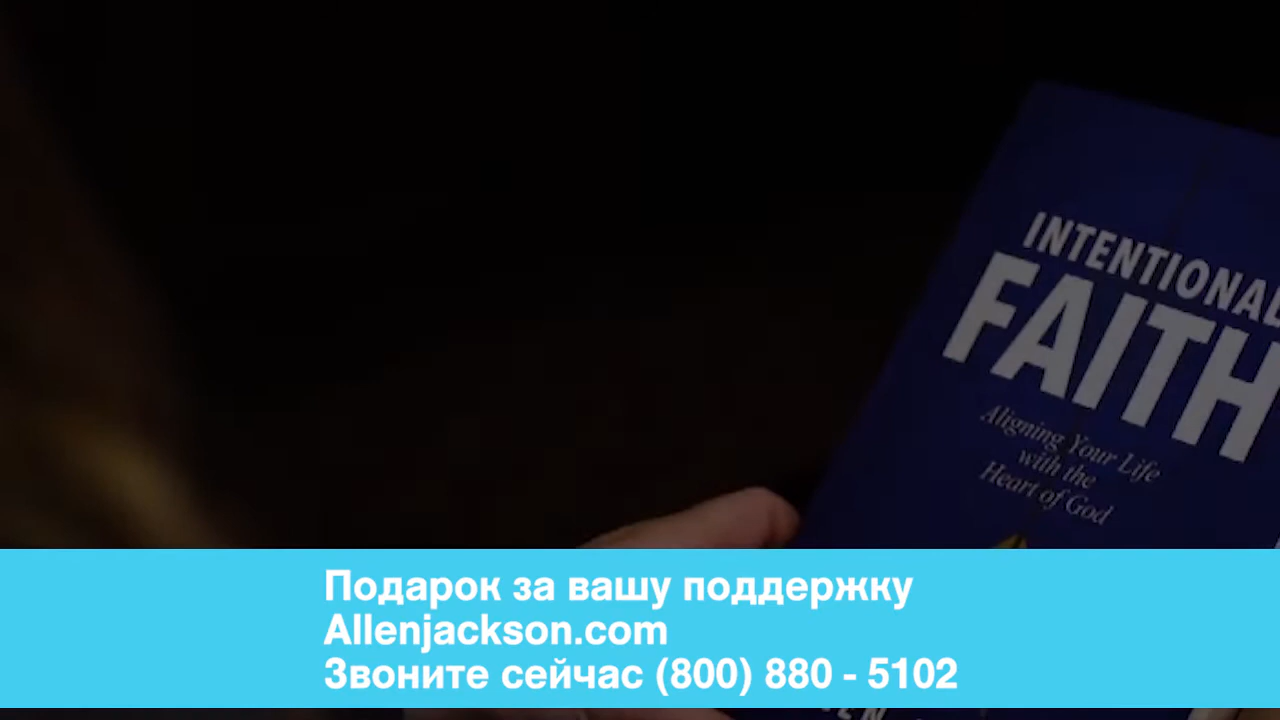 INTENTIONAL
FAITH
Aligning Your Life
with the
Heart of God
Подарок за вашу поддержку
Allenjackson.com
Звоните сейчас (800) 880 - 5102